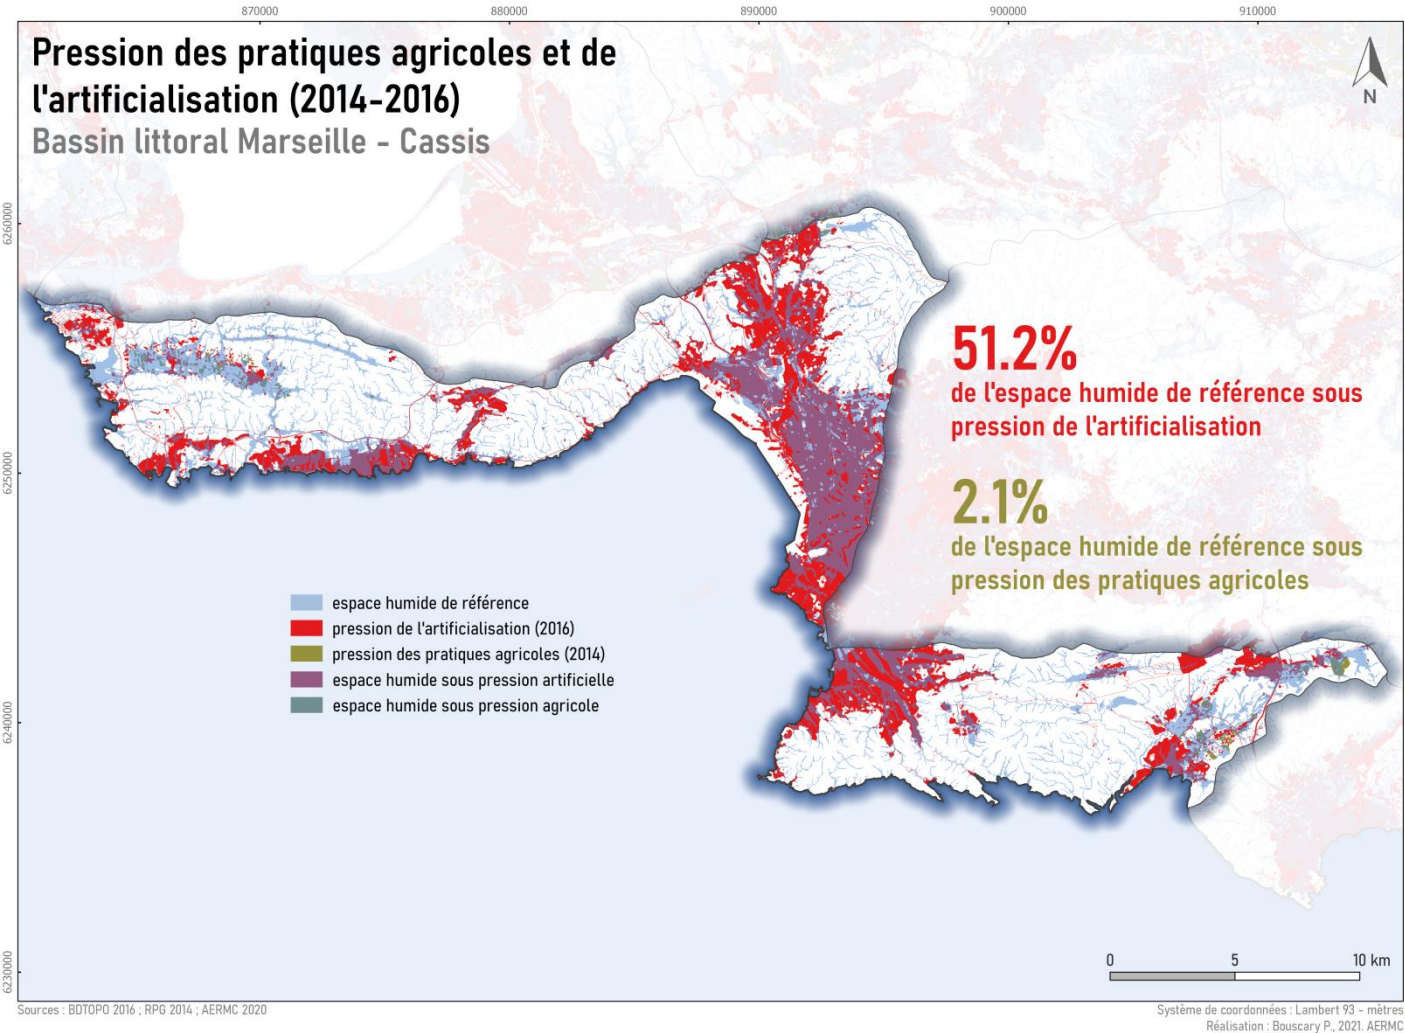 870000
880000
890000
900000
910000
Pression des pratiques agricoles et de
l'artificialisation (2014-2016)
Bassin littoral Marseille - Cassis
N
6260000
6250000
6240000
6230000
51.2%
de l'espace humide de référence sous
pression de l'artificialisation
2.1%
de l'espace humide de référence sous
pression des pratiques agricoles
espace humide de référence
pression de l'artificialisation (2016)
pression des pratiques agricoles (2014)
espace humide sous pression artificielle
espace humide sous pression agricole
0 5 10 km
Sources : BDTOPO 2016 ; RPG 2014 ; AERMC 2020
Système de coordonnées : Lambert 93 - mètres
Réalisation : Bouscary P., 2021. AERMC